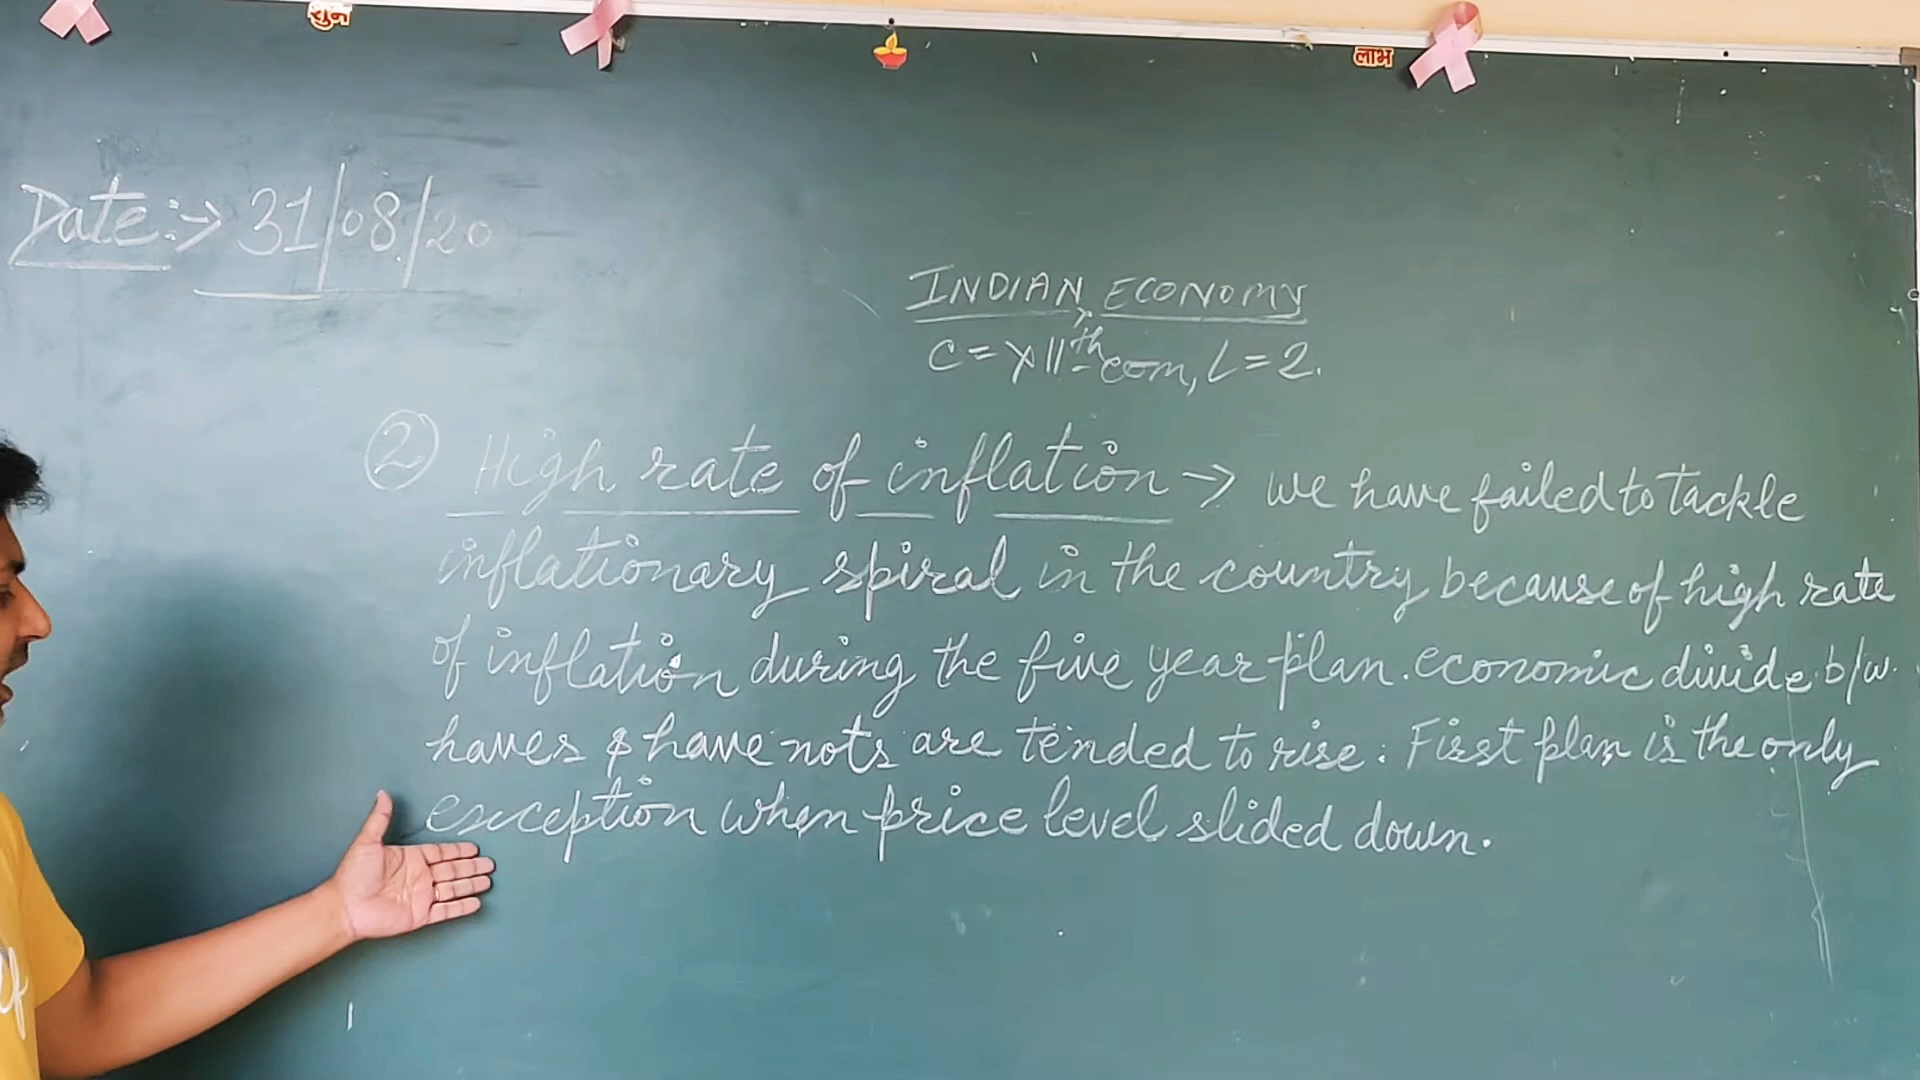 शुभ
लाभ
Date:-> 31/08/20
INDIAN ECONOMY
C = XIIth com, L = 2.
② High rate of inflation -> we have failed to tackle
inflationary spiral in the country because of high rate
of inflation during the five year plan. economic divide b/w.
haves & have nots are tended to rise. First plan is the only
exception when price level slided down.